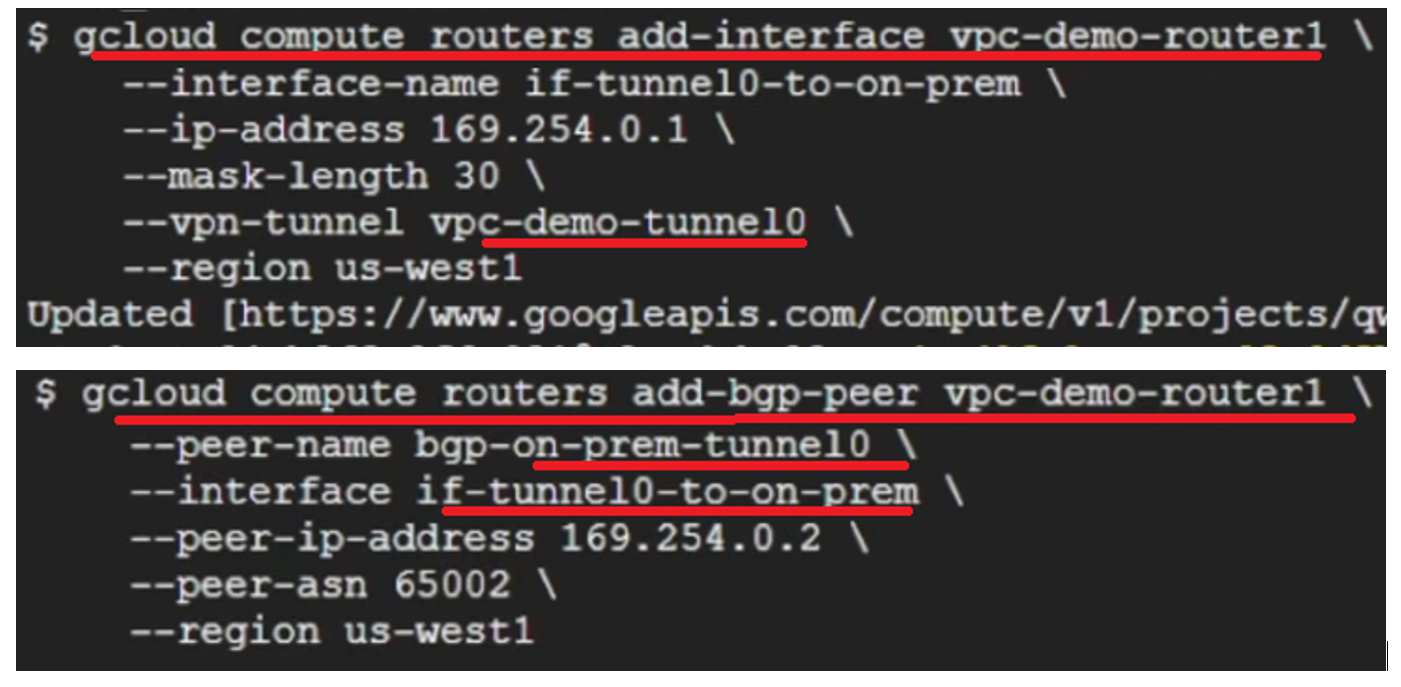 $ gcloud compute routers add-interface vpc-demo-router1 \
--interface-name if-tunnel0-to-on-prem \
--ip-address 169.254.0.1 \
--mask-length 30 \
--vpn-tunnel vpc-demo-tunnel0 \
--region us-west1
Updated [https://www.googleapis.com/compute/v1/projects/qw
$ gcloud compute routers add-bgp-peer vpc-demo-router1 \
--peer-name bgp-on-prem-tunnel0 \
--interface if-tunnel0-to-on-prem \
--peer-ip-address 169.254.0.2 \
--peer-asn 65002 \
--region us-west1